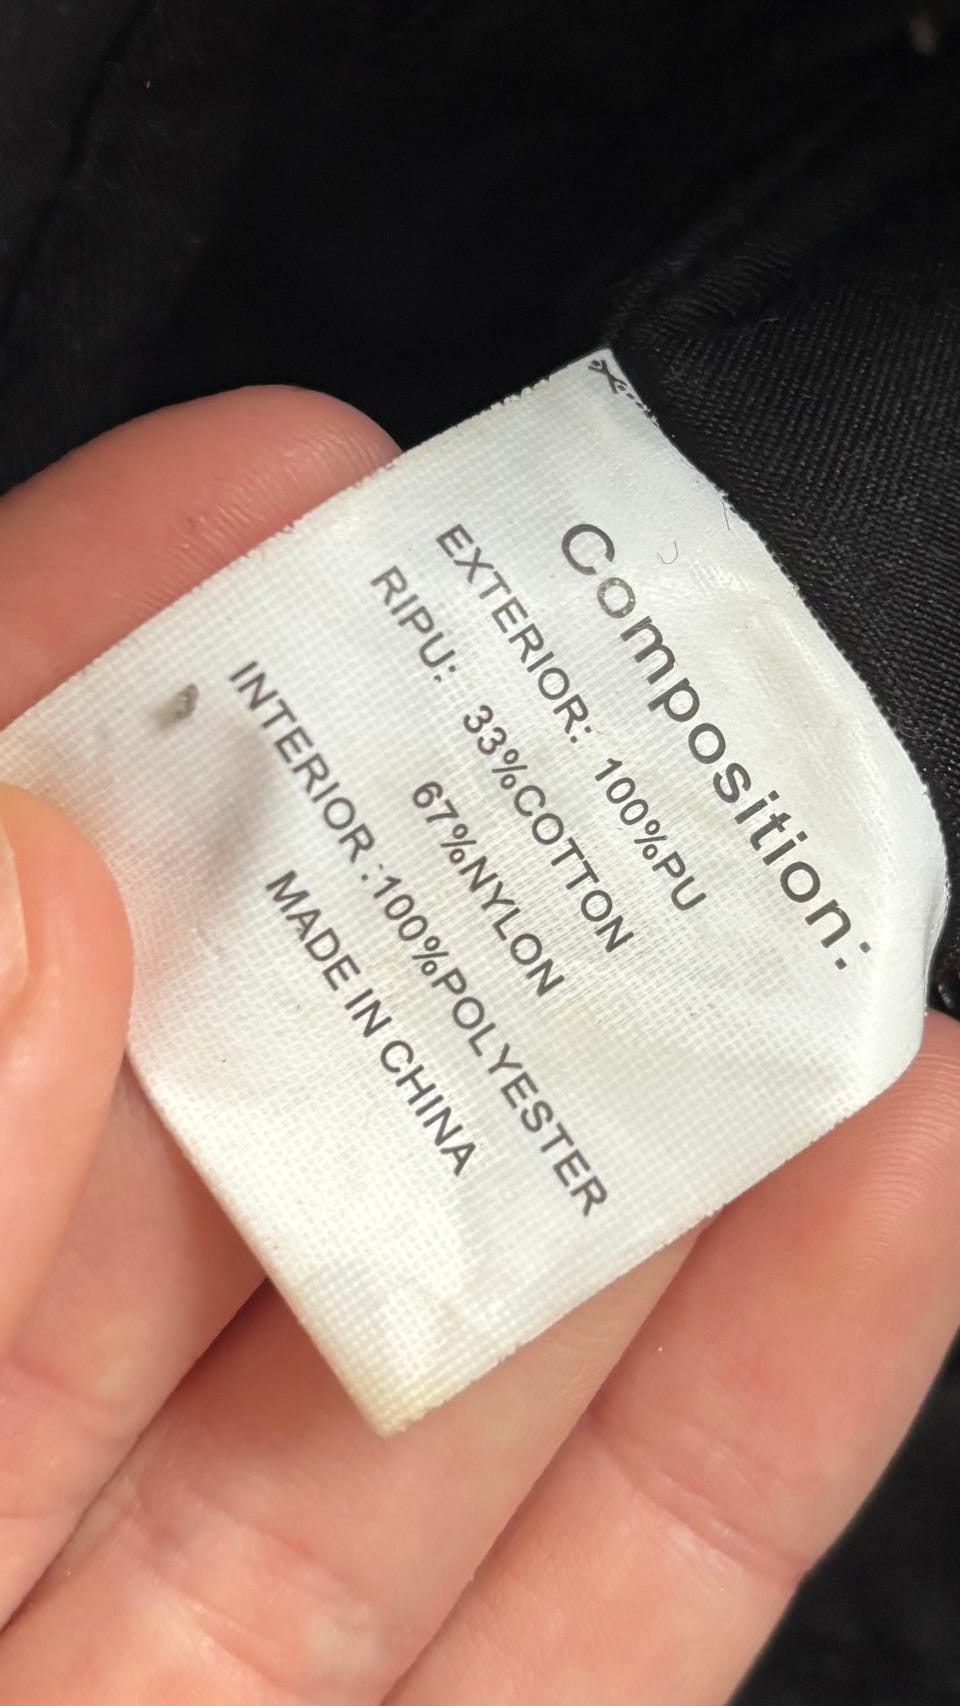 Composition:
EXTERIOR: 100%PU
RIPU: 33%COTTON
67%NYLON
INTERIOR:100%POLYESTER
MADE IN CHINA